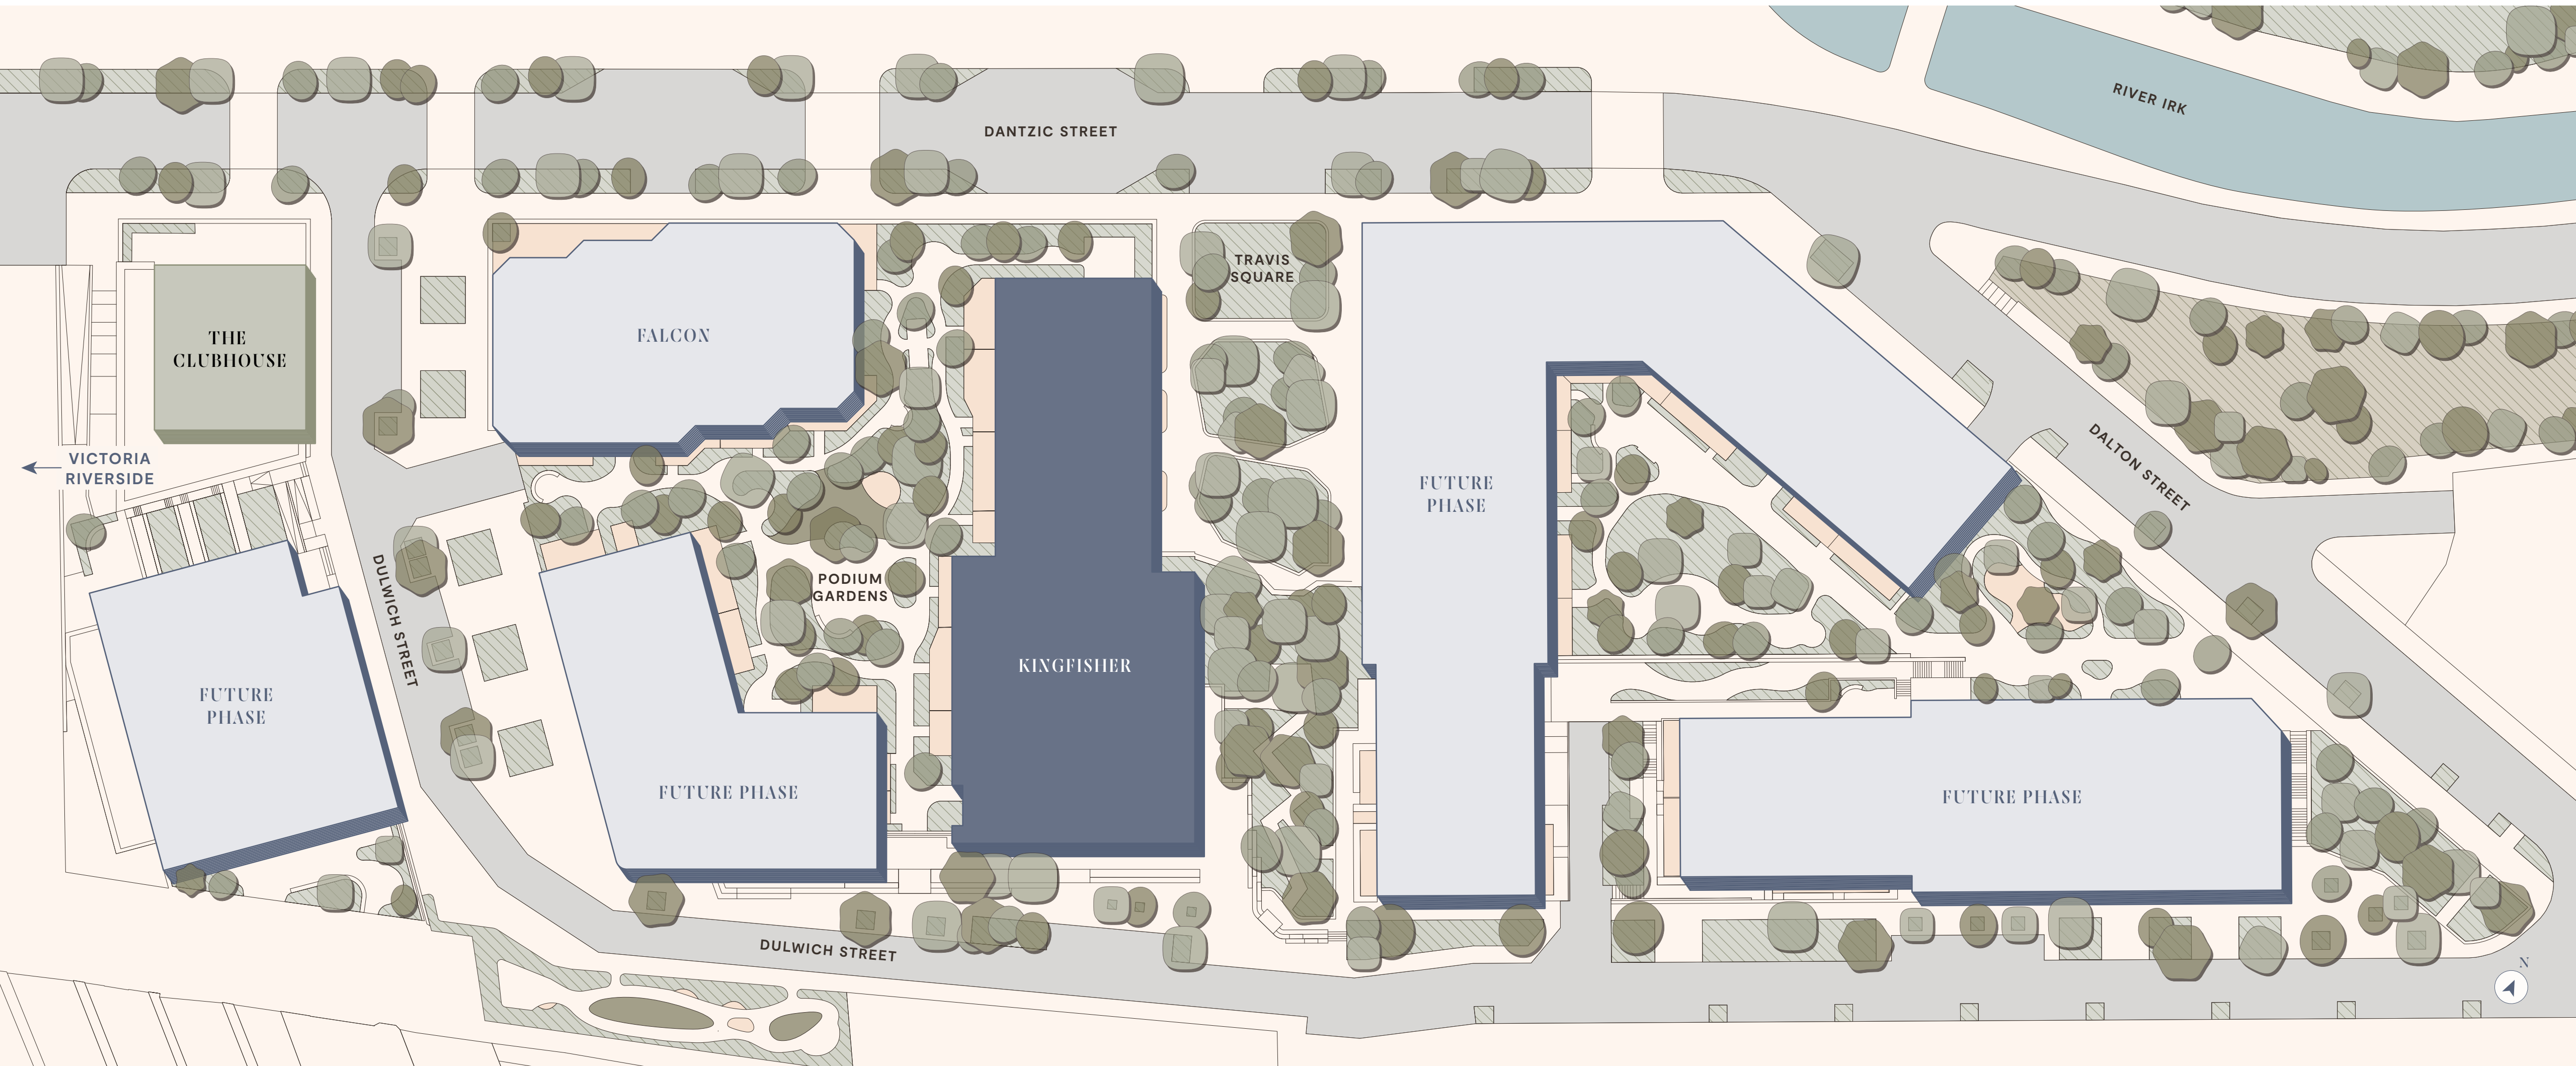 RIVER IRK
DANTZIC STREET
TRAVIS
SQUARE
THE
CLUBHOUSE
FALCON
VICTORIA
RIVERSIDE
DALTON STREET
FUTURE
PHASE
DULWICH STREET
PODIUM
GARDENS
KINGFISHER
FUTURE
PHASE
FUTURE PHASE
FUTURE PHASE
DULWICH STREET
N